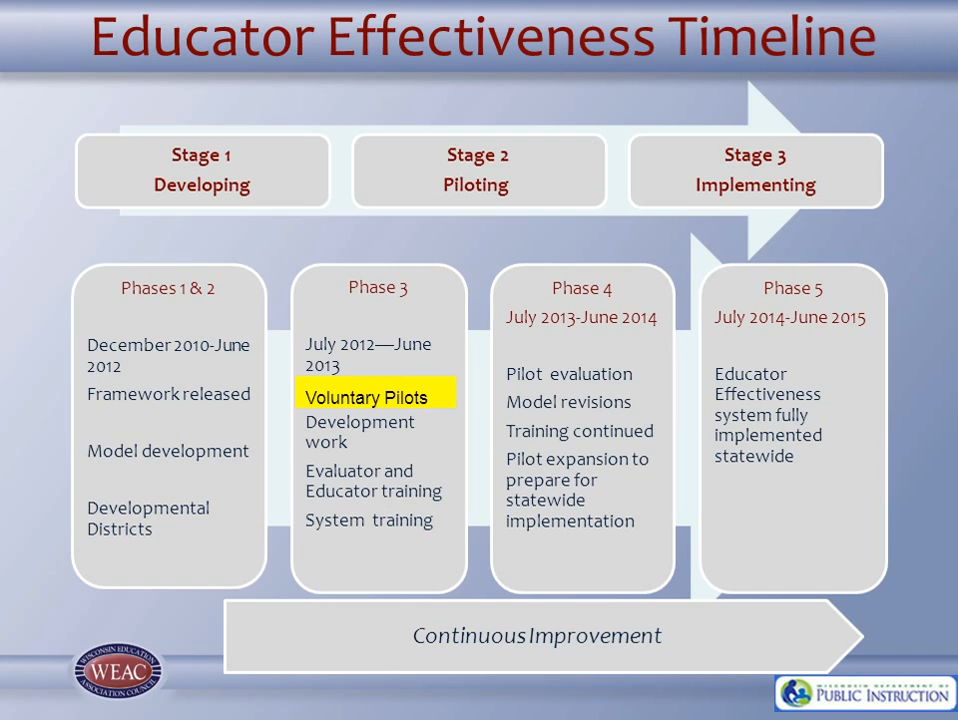 Educator Effectiveness Timeline
Stage 1
Developing
Stage 2
Piloting
Stage 3
Implementing
Phases 1 & 2
December 2010-June
2012
Framework released
Model development
Developmental
Districts
Phase 3
July 2012—June
2013
Voluntary Pilots
Development
work
Evaluator and
Educator training
System training
Phase 4
July 2013-June 2014
Pilot evaluation
Model revisions
Training continued
Pilot expansion to
prepare for
statewide
implementation
Phase 5
July 2014-June 2015
Educator
Effectiveness
system fully
implemented
statewide
Continuous Improvement
WISCONSIN EDUCATION
WEAC
ASSOCIATION COUNCIL
WISCONSIN DEPARTMENT OF
PUBLIC INSTRUCTION